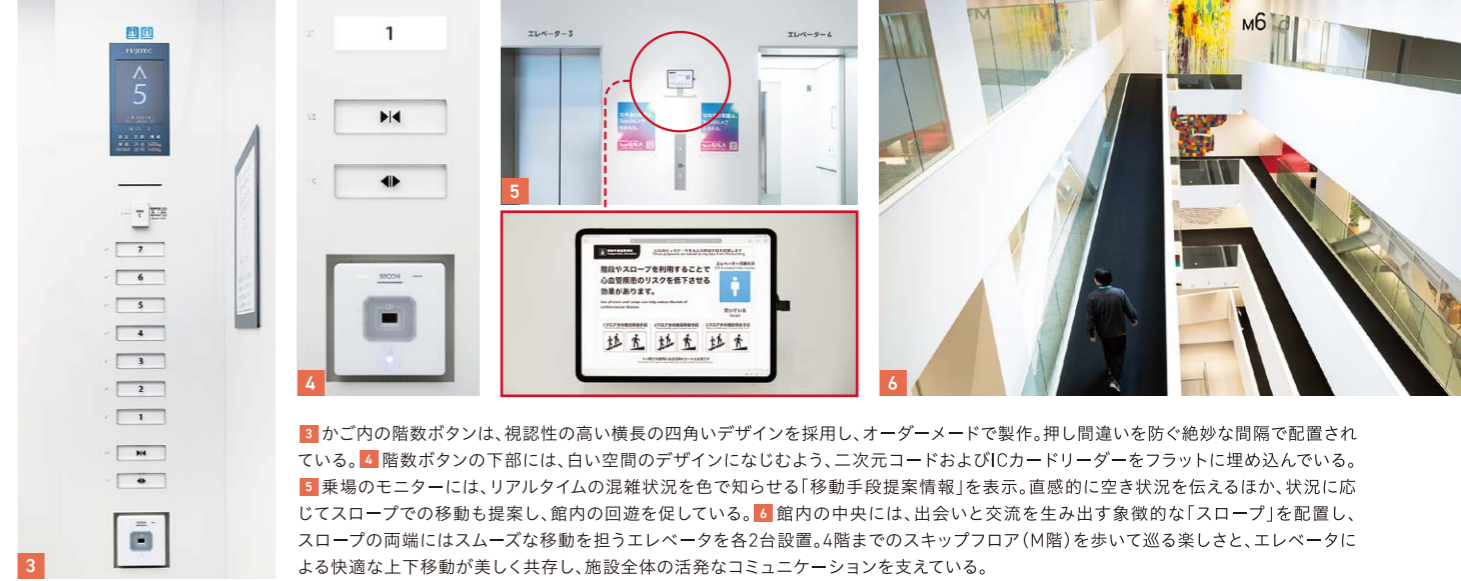 FUJITEC
5
7
6
5
4
3
2
1
3
1
SECOM
4
エレベーター3
エレベーター4
5
階段やスロープを利用することで
心血管疾患のリスクを低下させる
効果があります。
空いている
M6
6
3 かご内の階数ボタンは、視認性の高い横長の四角いデザインを採用し、オーダーメードで製作。押し間違いを防ぐ絶妙な間隔で配置され
ている。4 階数ボタンの下部には、白い空間のデザインになじむよう、二次元コードおよびICカードリーダーをフラットに埋め込んでいる。
5 乗場のモニターには、リアルタイムの混雑状況を色で知らせる「移動手段提案情報」を表示。直感的に空き状況を伝えるほか、状況に応
じてスロープでの移動も提案し、館内の回遊を促している。6 館内の中央には、出会いと交流を生み出す象徴的な「スロープ」を配置し、
スロープの両端にはスムーズな移動を担うエレベータを各2台設置。4階までのスキップフロア(M階)を歩いて巡る楽しさと、エレベータに
よる快適な上下移動が美しく共存し、施設全体の活発なコミュニケーションを支えている。